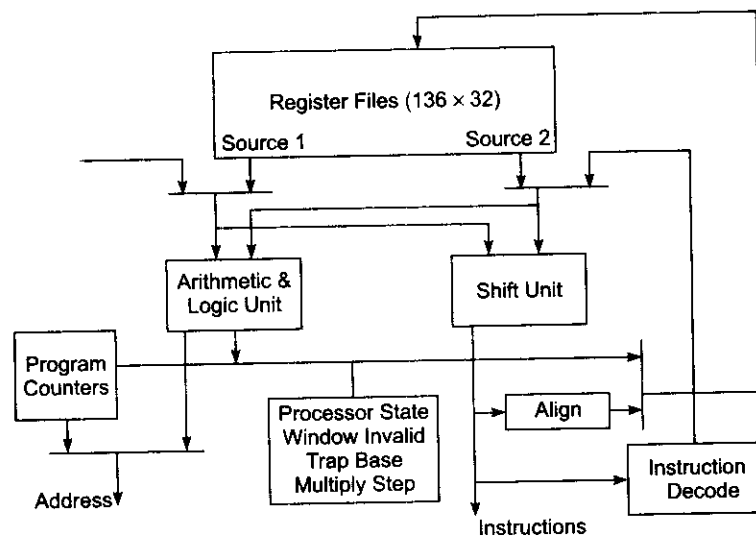 Register Files (136 × 32)
Source 1
Source 2
Arithmetic &
Logic Unit
Shift Unit
Program
Counters
Processor State
Window Invalid
Trap Base
Multiply Step
Align
Instruction
Decode
Address
Instructions